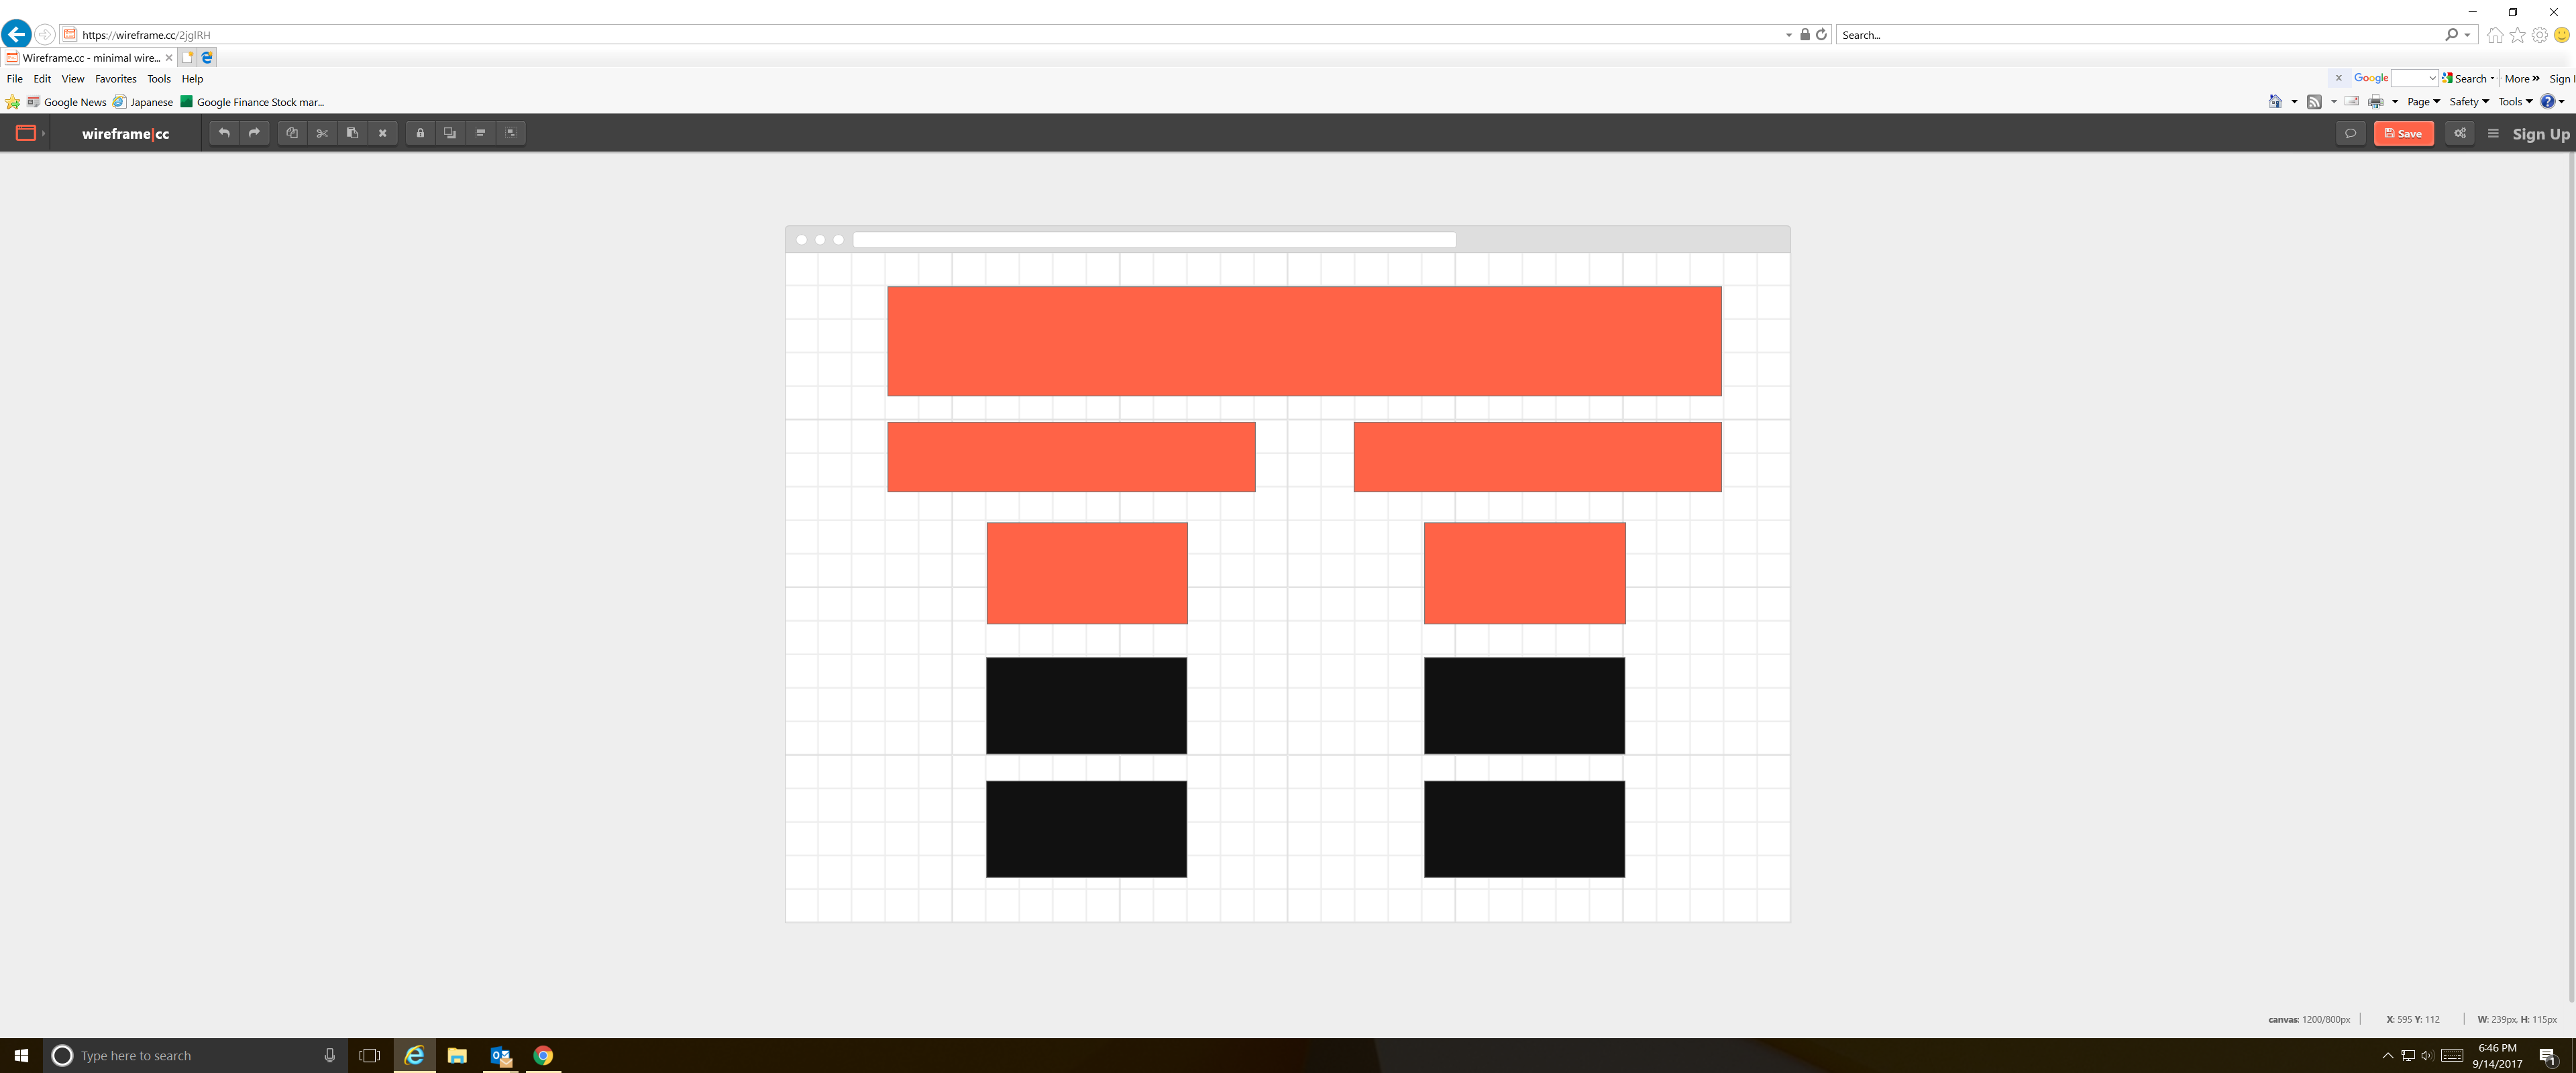 https://wireframe.cc/2jglRH
Search...
Wireframe.cc - minimal wire...
File Edit View Favorites Tools Help
x Google Search More » Sign I
Google News Japanese Google Finance Stock mar...
Page Safety Tools
wireframe|cc Save Sign Up
canvas: 1200/800px X: 595 Y: 112 W: 239px, H: 115px
Type here to search
6:46 PM
9/14/2017
1